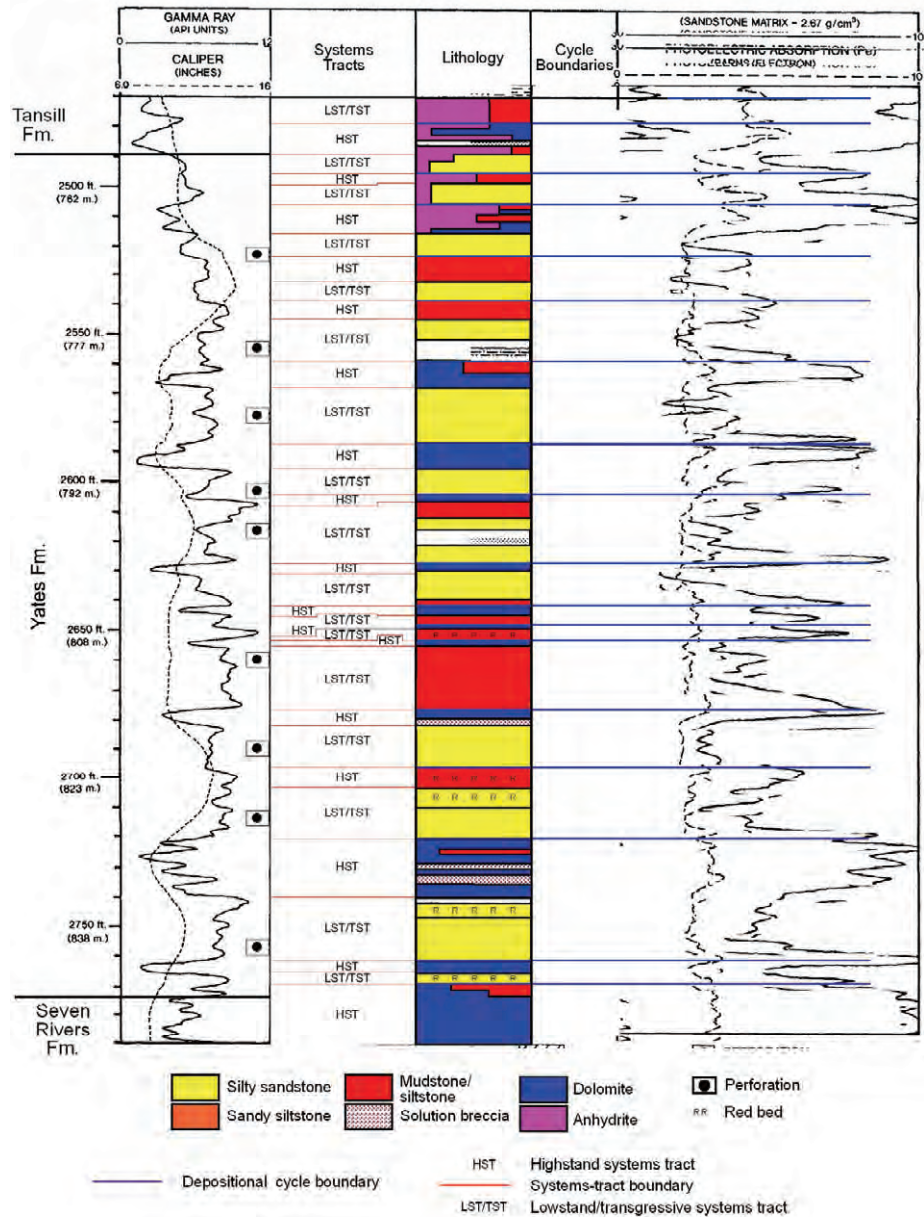 GAMMA RAY
(API UNITS)
0
CALIPER
(INCHES)
6.0 16
Systems
Tracts
Lithology
Cycle
Boundaries
(SANDSTONE MATRIX - 2.67 g/cm³)
Tansill
Fm.
Yates Fm.
Seven
Rivers
Fm.
2500 ft.
(762 m.)
2550 ft.
(777 m.)
2600 ft.
(792 m.)
2650 ft.
(808 m.)
2700 ft.
(823 m.)
2750 ft.
(838 m.)
LST/TST
HST
LST/TST
HST
LST/TST
HST
LST/TST
HST
LST/TST
HST
LST/TST
HST
LST/TST
HST
LST/TST
HST
LST/TST
HST
LST/TST
HST
LST/TST
HST
LST/TST
HST
LST/TST
HST
LST/TST
HST
LST/TST
HST
LST/TST
HST
LST/TST
HST
R R R R R
R R R R R
R R R R R
R R R R R
R R R R R
Silty sandstone
Mudstone/
siltstone
Dolomite
Perforation
Sandy siltstone
Solution breccia
Anhydrite
RR Red bed
HST Highstand systems tract
Depositional cycle boundary
Systems-tract boundary
LST/TST Lowstand/transgressive systems tract